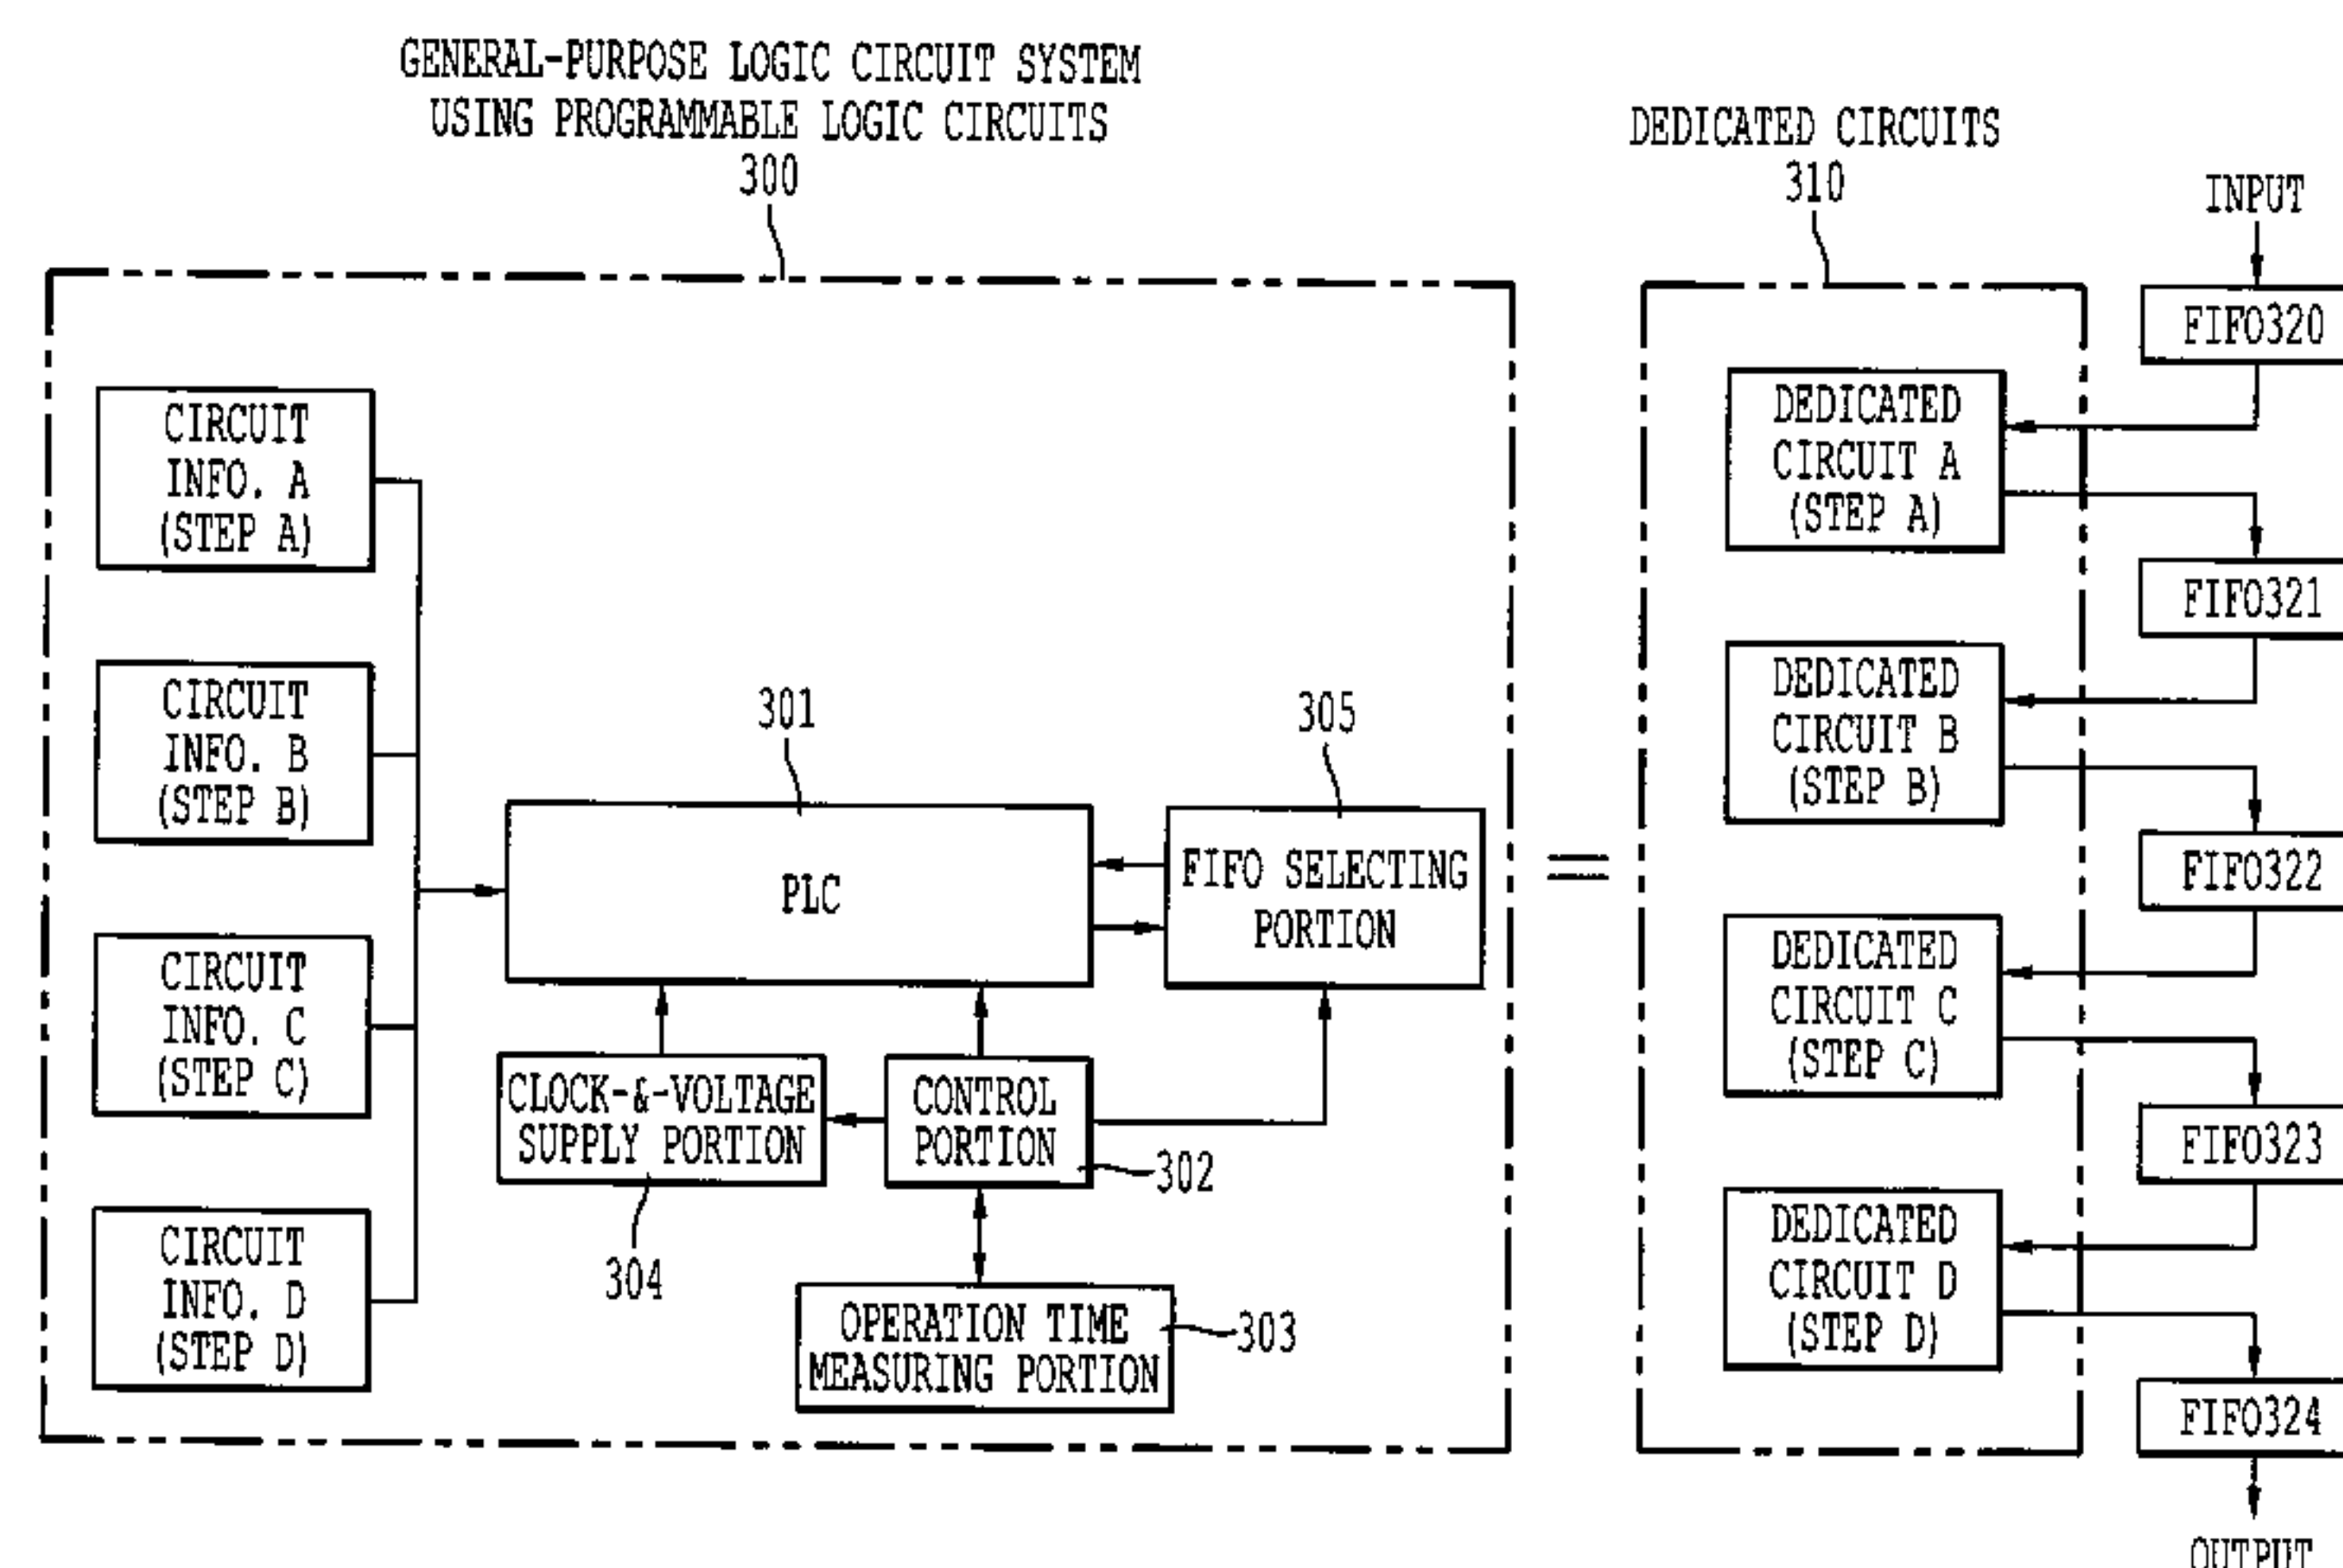 GENERAL-PURPOSE LOGIC CIRCUIT SYSTEM
USING PROGRAMMABLE LOGIC CIRCUITS
300
DEDICATED CIRCUITS
310
INPUT
FIFO320
CIRCUIT
INFO. A
(STEP A)
CIRCUIT
INFO. B
(STEP B)
CIRCUIT
INFO. C
(STEP C)
CIRCUIT
INFO. D
(STEP D)
301
PLC
305
FIFO SELECTING
PORTION
CLOCK-&-VOLTAGE
SUPPLY PORTION
304
CONTROL
PORTION
302
OPERATION TIME
MEASURING PORTION
303
=
DEDICATED
CIRCUIT A
(STEP A)
FIFO321
DEDICATED
CIRCUIT B
(STEP B)
FIFO322
DEDICATED
CIRCUIT C
(STEP C)
FIFO323
DEDICATED
CIRCUIT D
(STEP D)
FIFO324
OUTPUT